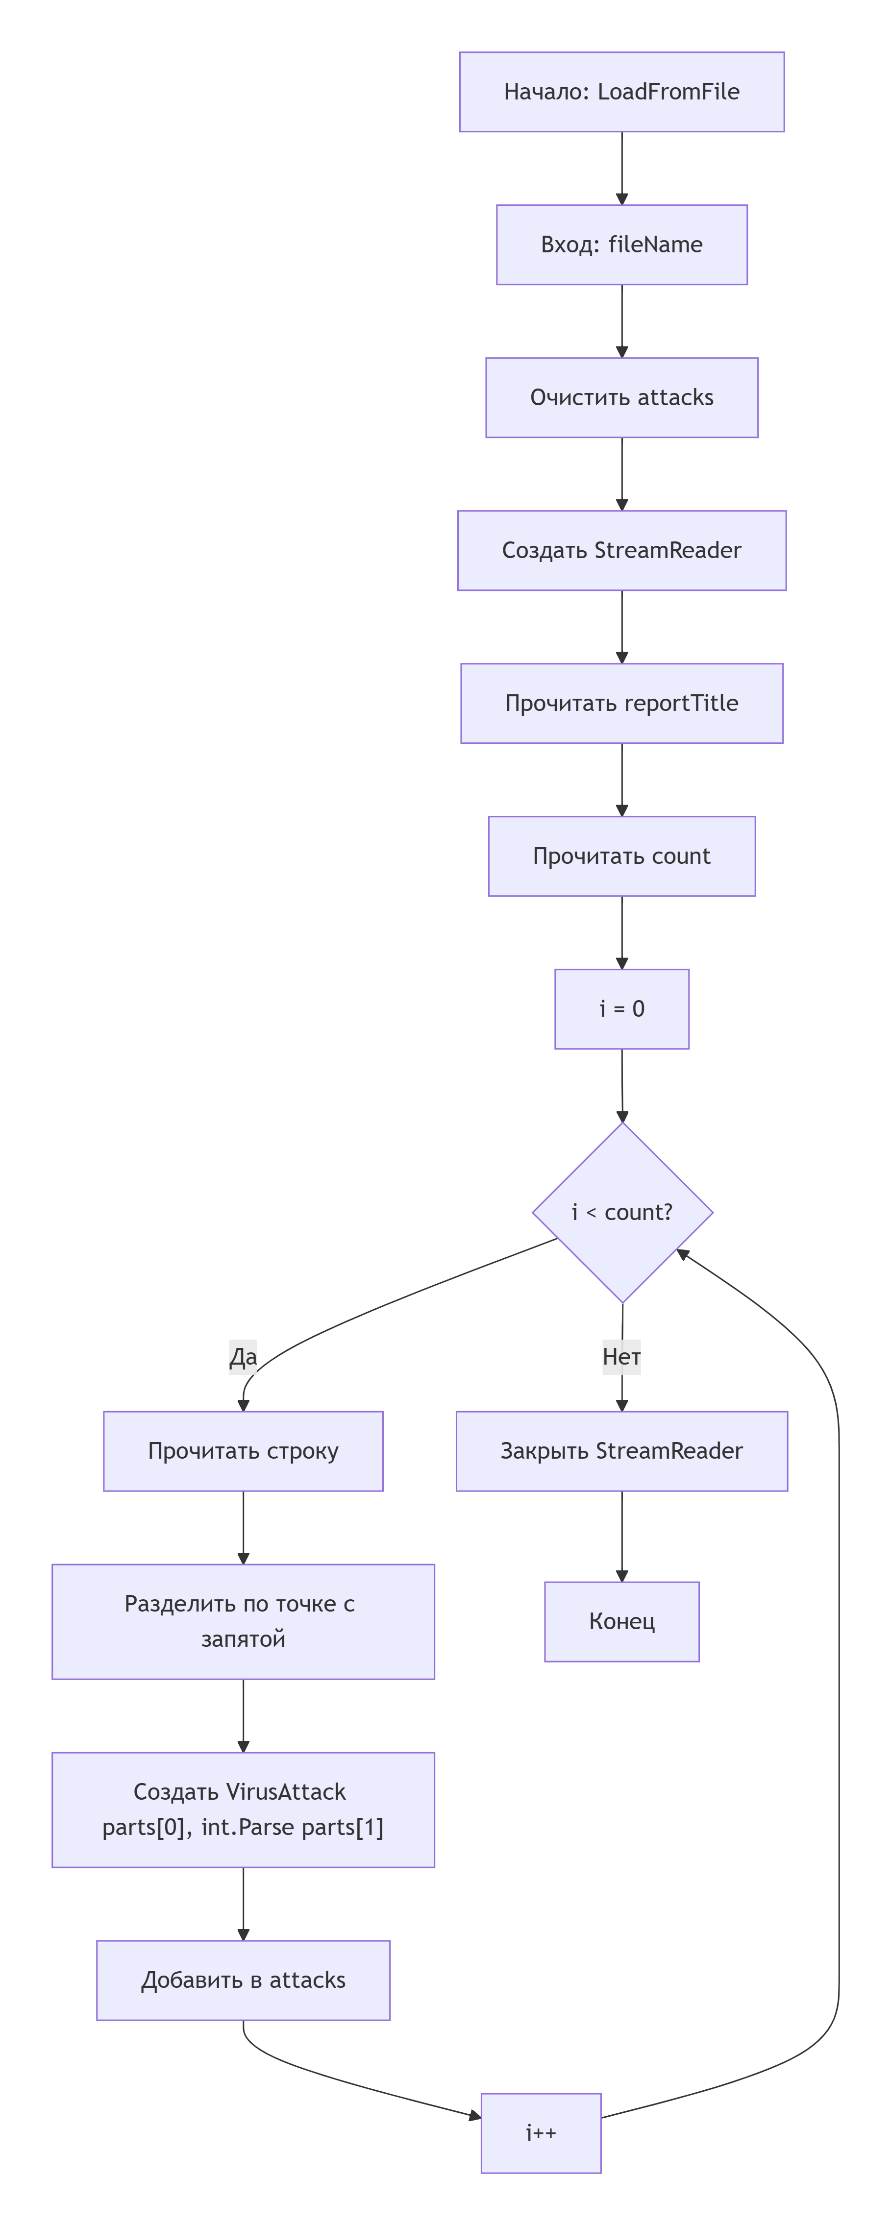 Начало: LoadFromFile
Вход: fileName
Очистить attacks
Создать StreamReader
Прочитать reportTitle
Прочитать count
i = 0
i < count?
Да
Нет
Прочитать строку
Закрыть StreamReader
Разделить по точке с
запятой
Конец
Создать VirusAttack
parts[0], int.Parse parts[1]
Добавить в attacks
i++